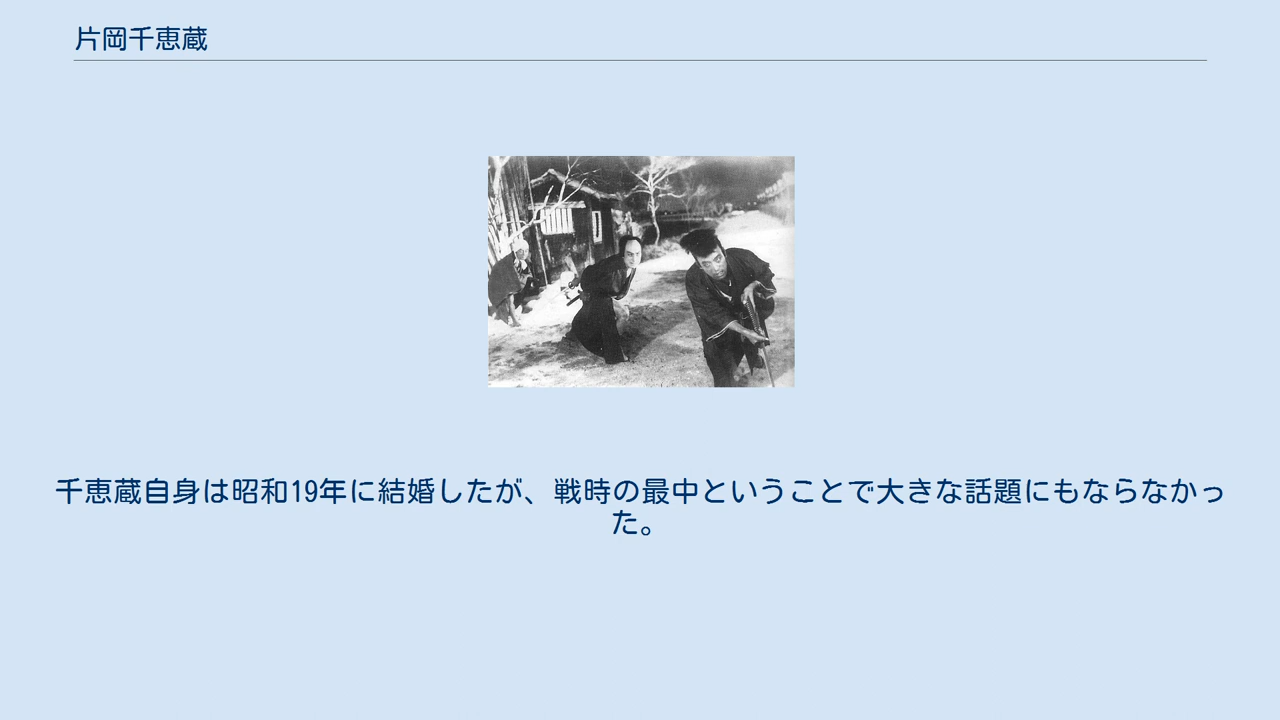 片岡千恵蔵
千恵蔵自身は昭和19年に結婚したが、戦時の最中ということで大きな話題にもならなかっ
た。